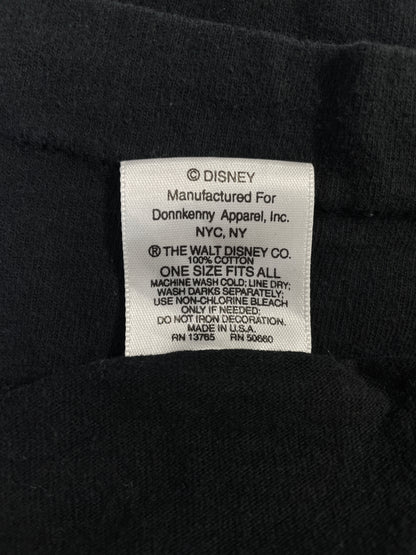 © DISNEY
Manufactured For
Donnkenny Apparel, Inc.
NYC, NY
® THE WALT DISNEY CO.
100% COTTON
ONE SIZE FITS ALL
MACHINE WASH COLD; LINE DRY;
WASH DARKS SEPARATELY;
USE NON-CHLORINE BLEACH
ONLY IF NEEDED;
DO NOT IRON DECORATION.
MADE IN U.S.A.
RN 13765 RN 50660